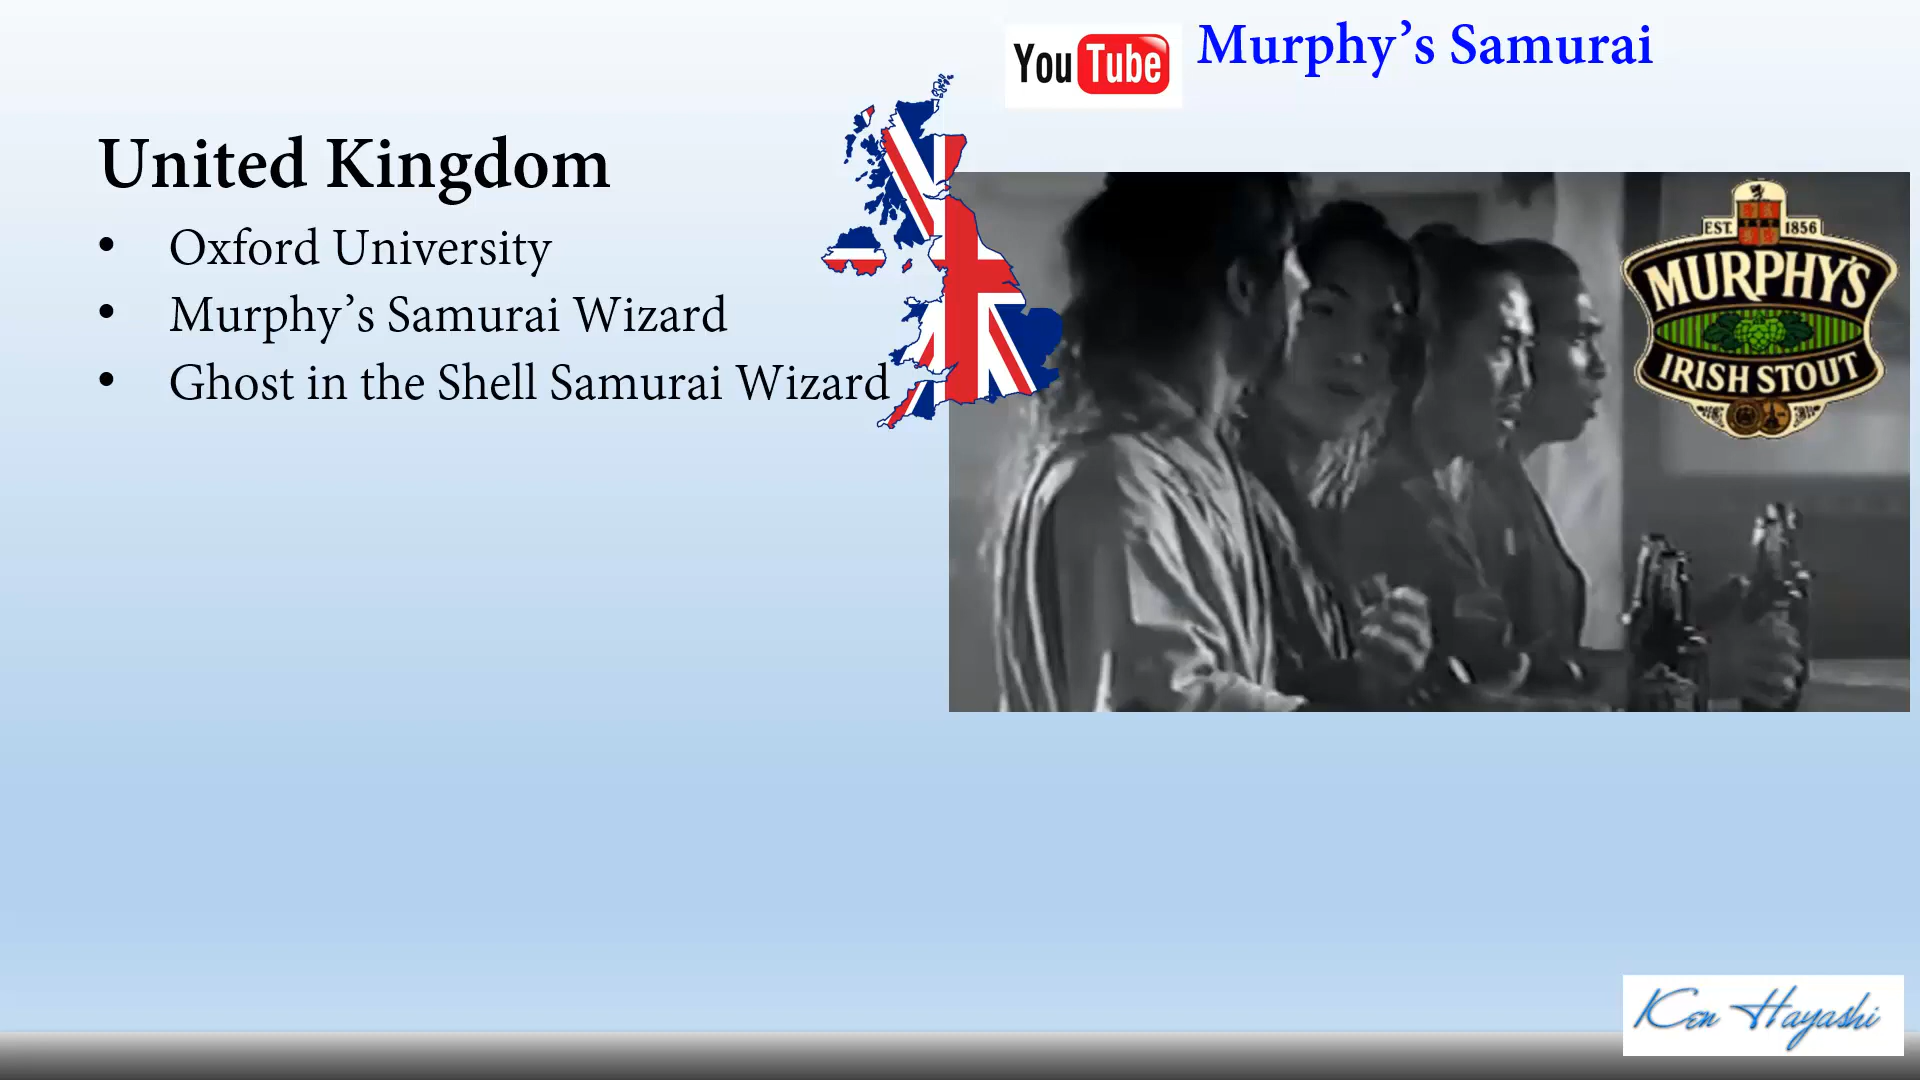 You Tube Murphy’s Samurai
United Kingdom
• Oxford University
• Murphy’s Samurai Wizard
• Ghost in the Shell Samurai Wizard
EST. 1856
MURPHY'S
IRISH STOUT
Ken Hayashi